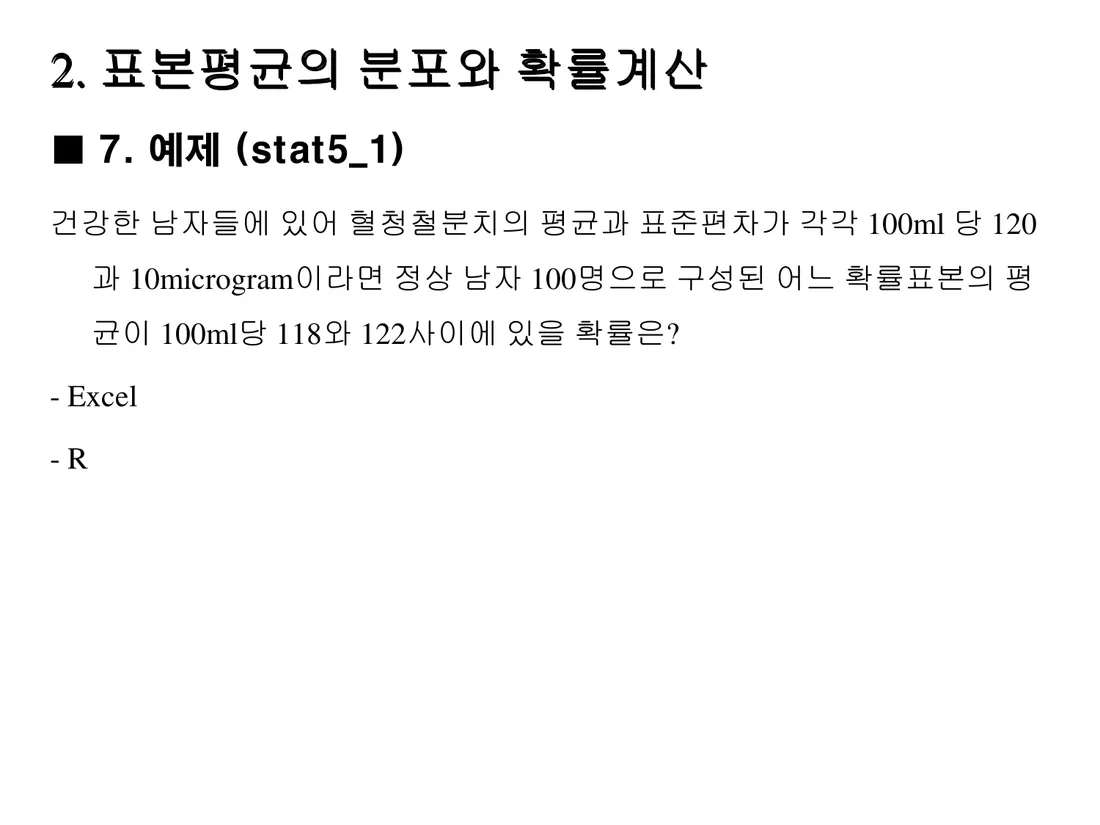 2. 표본평균의 분포와 확률계산
■ 7. 예제 (stat5_1)
건강한 남자들에 있어 혈청철분치의 평균과 표준편차가 각각 100ml 당 120
과 10microgram이라면 정상 남자 100명으로 구성된 어느 확률표본의 평
균이 100ml당 118와 122사이에 있을 확률은?
- Excel
- R